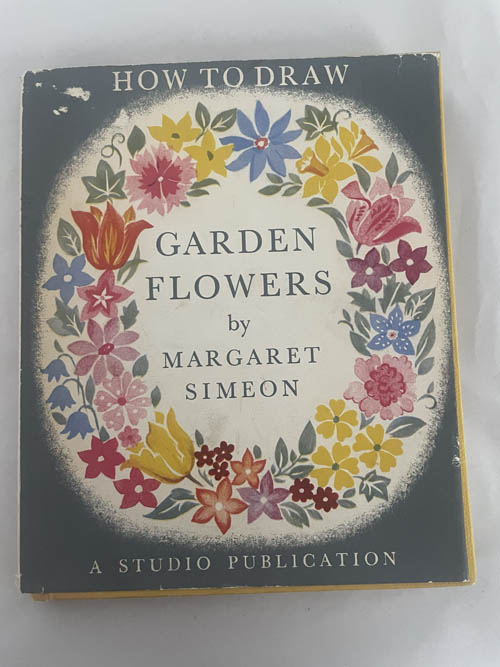 HOW TO DRAW
GARDEN
FLOWERS
by
MARGARET
SIMEON
A STUDIO PUBLICATION